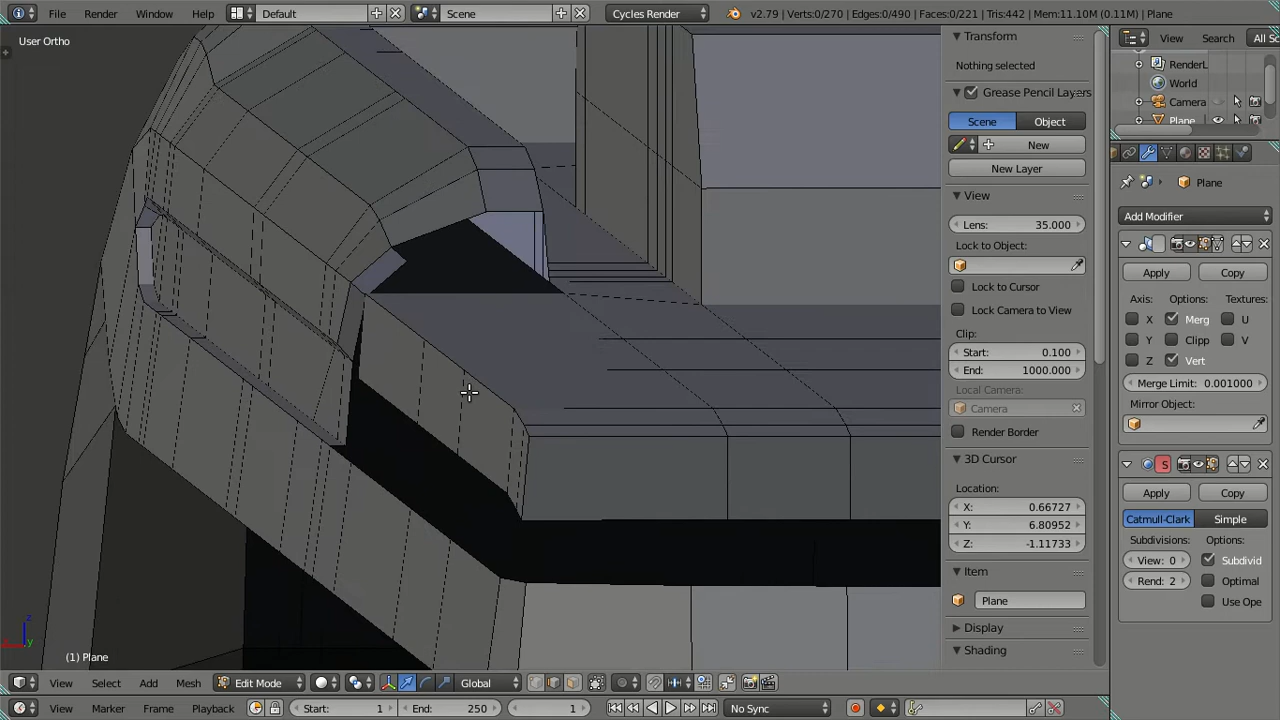 File Render Window Help Default Scene Cycles Render v2.79 | Verts:0/270 | Edges:0/490 | Faces:0/221 | Tris:442 | Mem:11.10M (0.11M) | Plane
User Ortho
Transform
Nothing selected
Grease Pencil Layers
Scene Object
New
New Layer
View
Lens: 35.000
Lock to Object:
Lock to Cursor
Lock Camera to View
Clip:
Start: 0.100
End: 1000.000
Local Camera:
Camera
Render Border
3D Cursor
Location:
X: 0.66727
Y: 6.80952
Z: -1.11733
Item
Plane
Display
Shading
View Search All Sc
RenderL
World
Camera
Plane
Plane
Add Modifier
Apply Copy
Axis: Options: Textures:
X Merg U
Y Clipp V
Z Vert
Merge Limit: 0.001000
Mirror Object:
S
Apply Copy
Catmull-Clark Simple
Subdivisions: Options:
View: 0 Subdivid
Rend: 2 Optimal
Use Ope
z
x y
(1) Plane
View Select Add Mesh Edit Mode Global
View Marker Frame Playback Start: 1 End: 250 1 No Sync